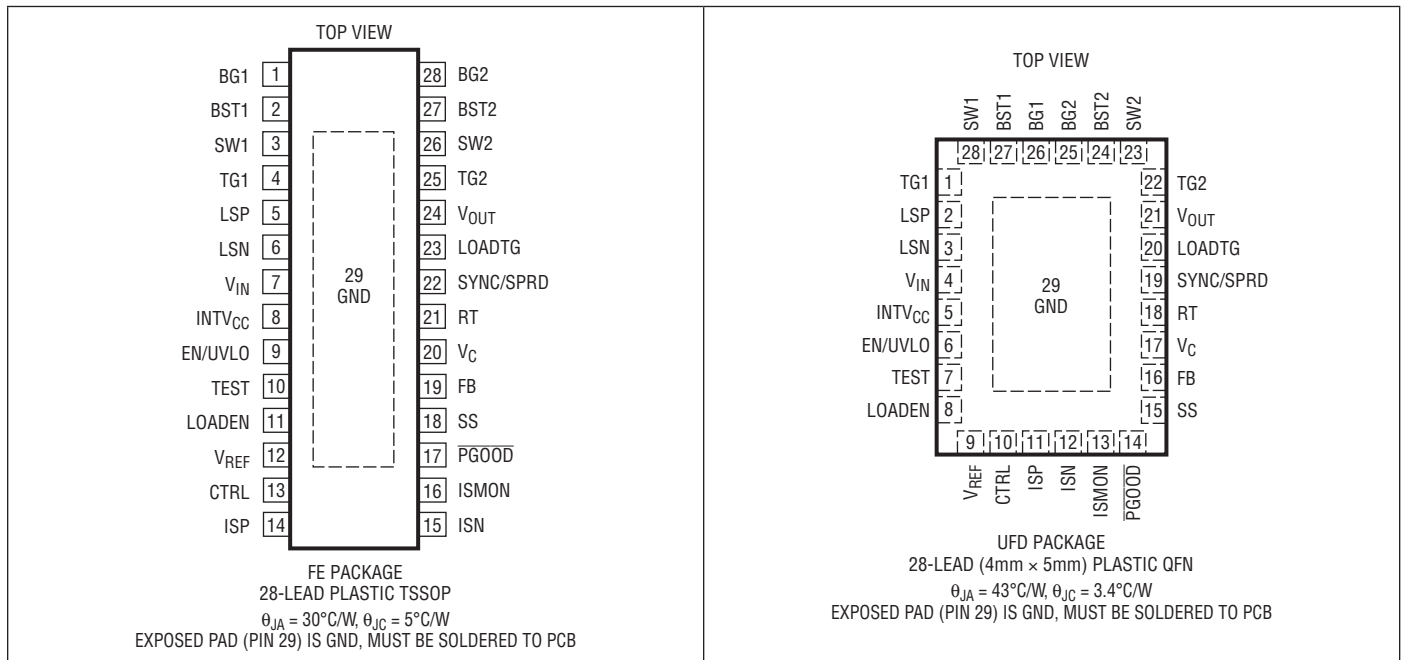 TOP VIEW
BG1 1
28 BG2
BST1 2
27 BST2
SW1 3
26 SW2
TG1 4
25 TG2
LSP 5
24 VOUT
LSN 6
23 LOADTG
VIN 7
22 SYNC/SPRD
INTVCC 8
21 RT
EN/UVLO 9
20 VC
TEST 10
19 FB
LOADEN 11
18 SS
VREF 12
17 PGOOD
CTRL 13
16 ISMON
ISP 14
15 ISN
29
GND
FE PACKAGE
28-LEAD PLASTIC TSSOP
θJA = 30°C/W, θJC = 5°C/W
EXPOSED PAD (PIN 29) IS GND, MUST BE SOLDERED TO PCB
TOP VIEW
SW1 BST1 BG1 BG2 BST2 SW2
28 27 26 25 24 23
TG1 1
22 TG2
LSP 2
21 VOUT
LSN 3
20 LOADTG
VIN 4
19 SYNC/SPRD
INTVCC 5
18 RT
EN/UVLO 6
17 VC
TEST 7
16 FB
LOADEN 8
15 SS
29
GND
9 10 11 12 13 14
VREF CTRL ISP ISN ISMON PGOOD
UFD PACKAGE
28-LEAD (4mm × 5mm) PLASTIC QFN
θJA = 43°C/W, θJC = 3.4°C/W
EXPOSED PAD (PIN 29) IS GND, MUST BE SOLDERED TO PCB